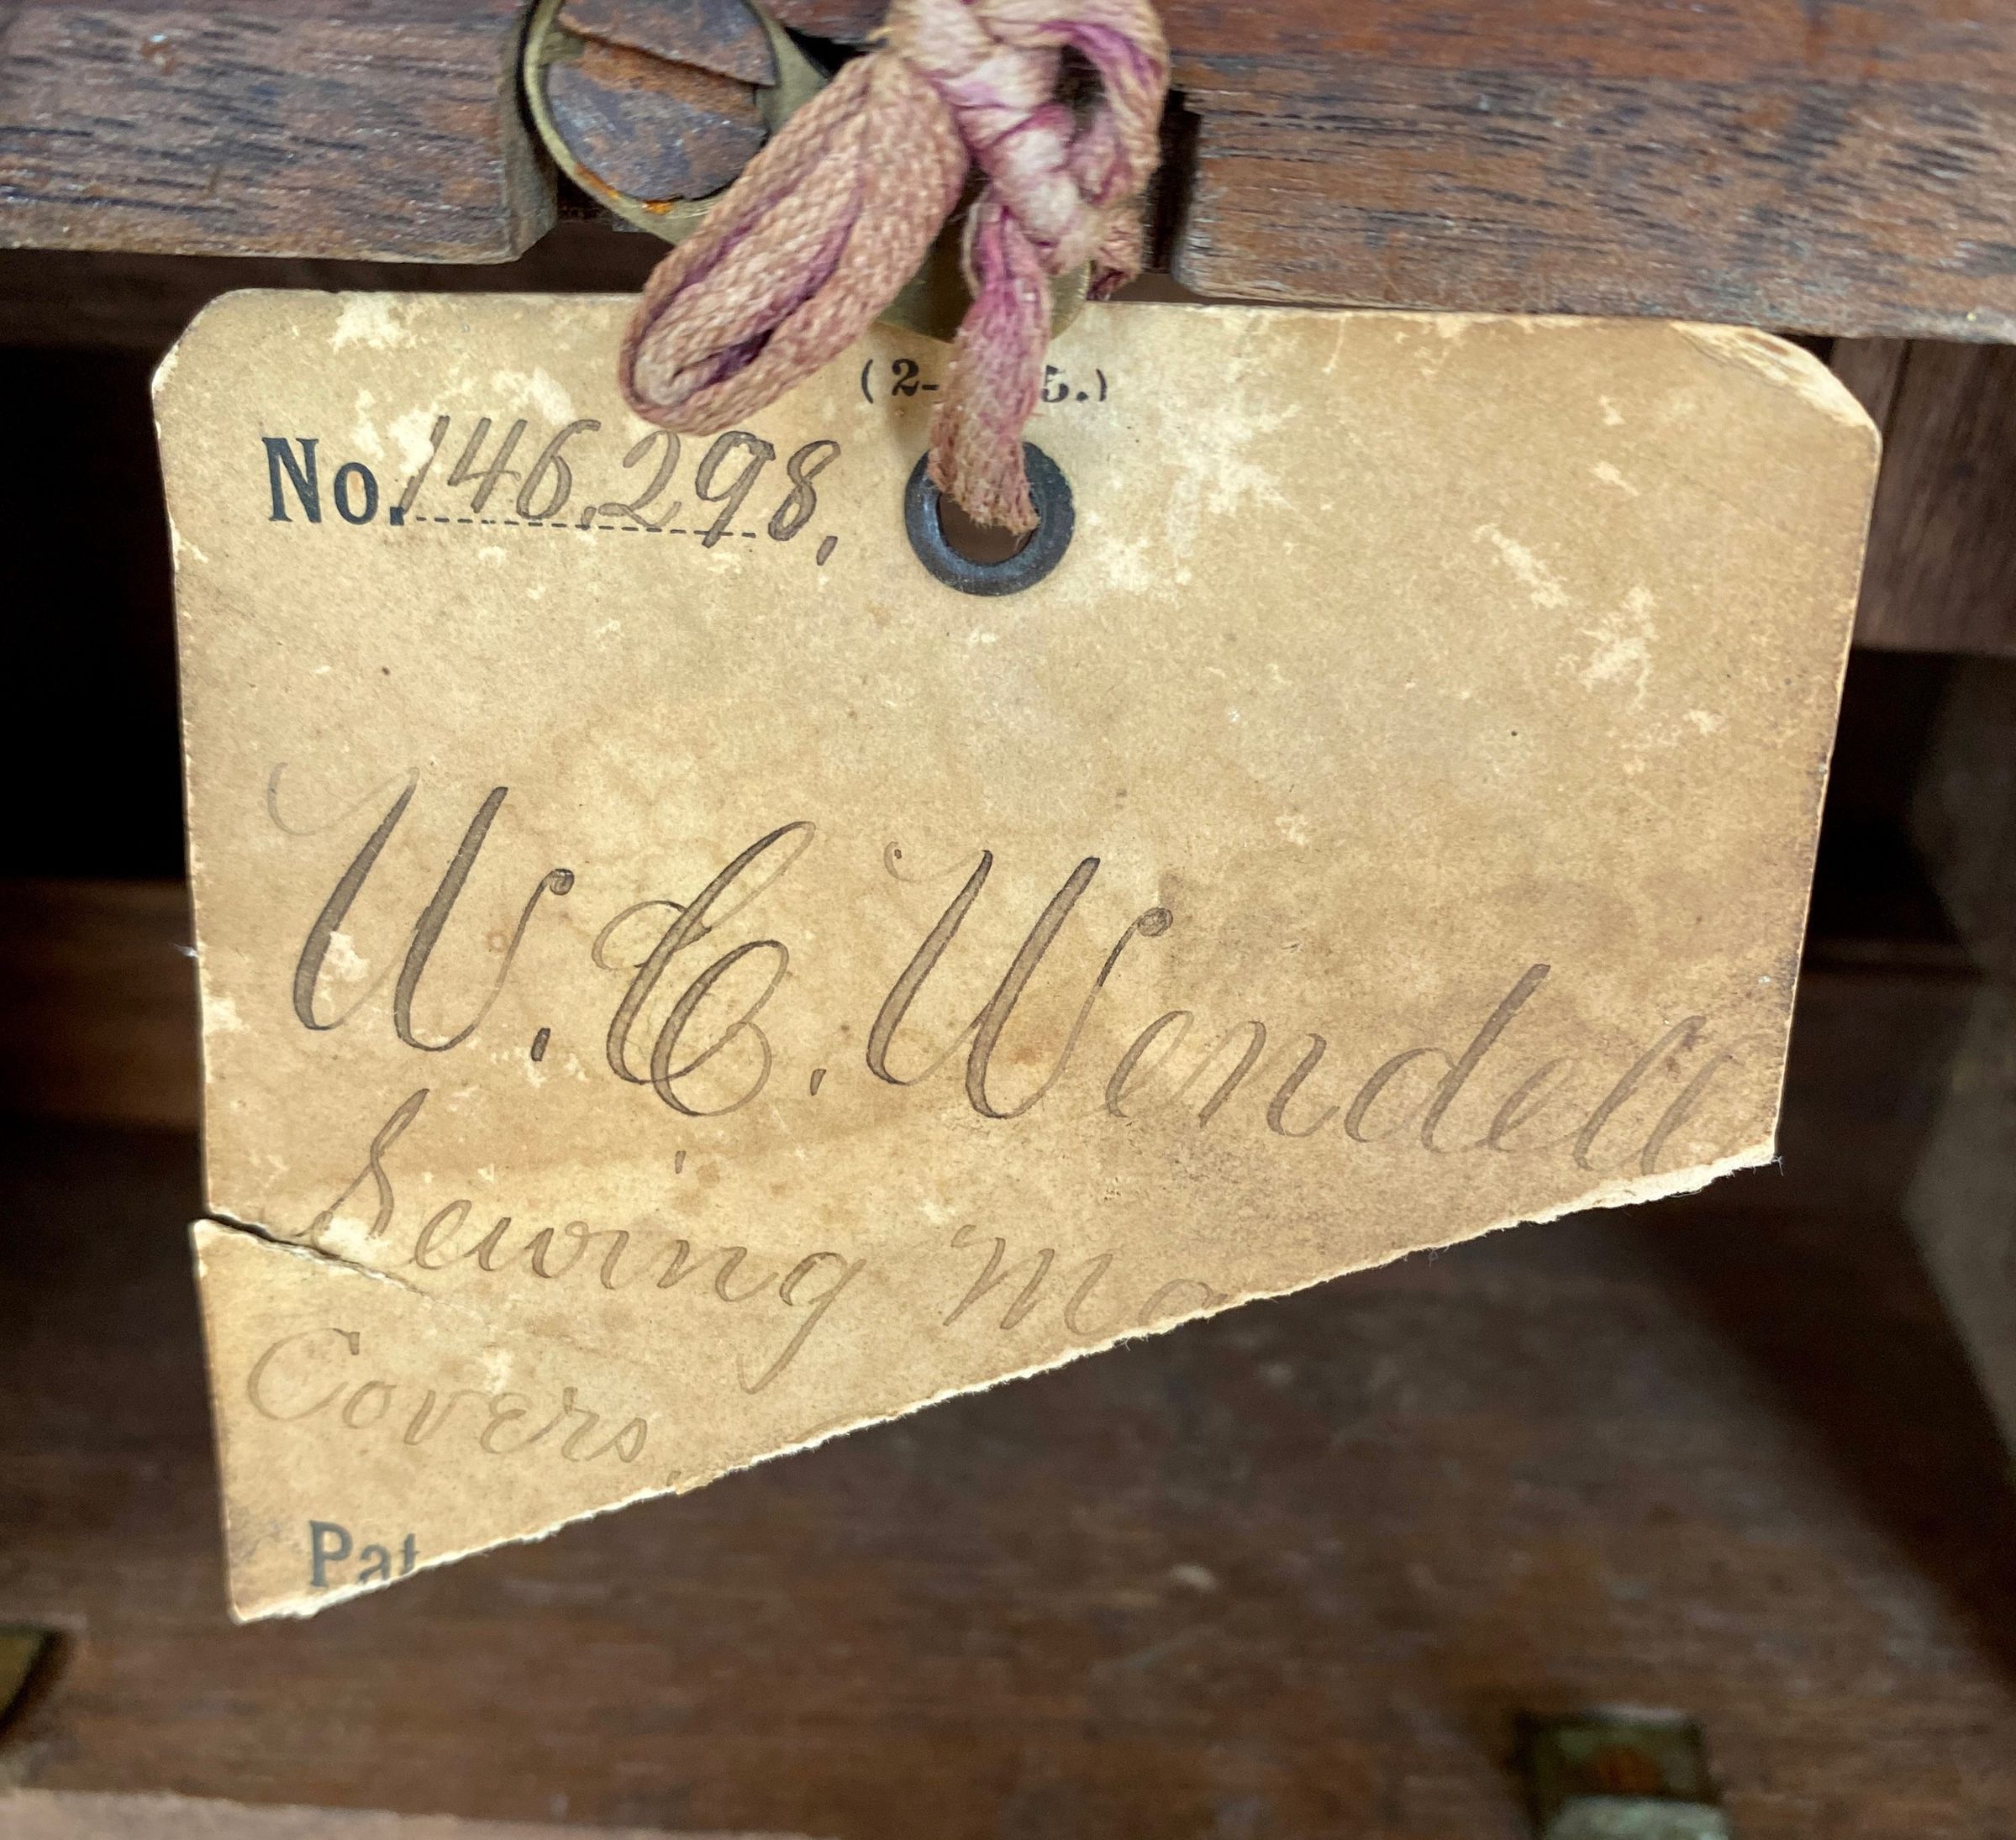 (2- 5.)
No. 146,298,
W. C. Wendell
Sewing Ma
Covers,
Pat